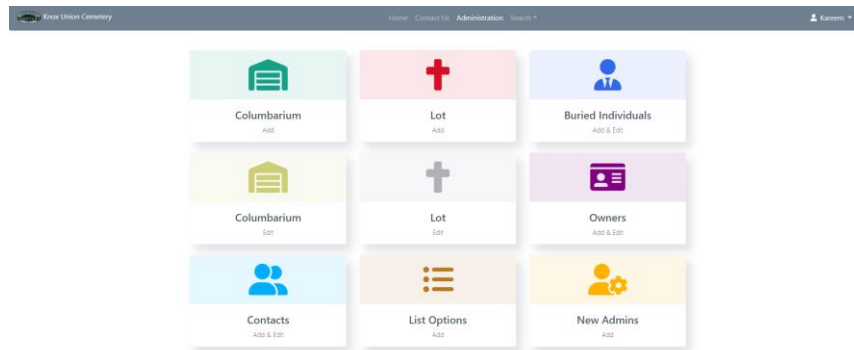 Knox Union Cemetery
Home Contact Us Administration Search
Kareem
Columbarium
Add
Lot
Add
Buried Individuals
Add & Edit
Columbarium
Edit
Lot
Edit
Owners
Add & Edit
Contacts
Add & Edit
List Options
Add
New Admins
Add